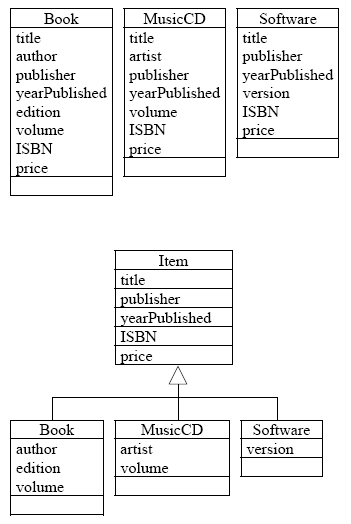 Book
title
author
publisher
yearPublished
edition
volume
ISBN
price
MusicCD
title
artist
publisher
yearPublished
volume
ISBN
price
Software
title
publisher
yearPublished
version
ISBN
price
Item
title
publisher
yearPublished
ISBN
price
Book
author
edition
volume
MusicCD
artist
volume
Software
version